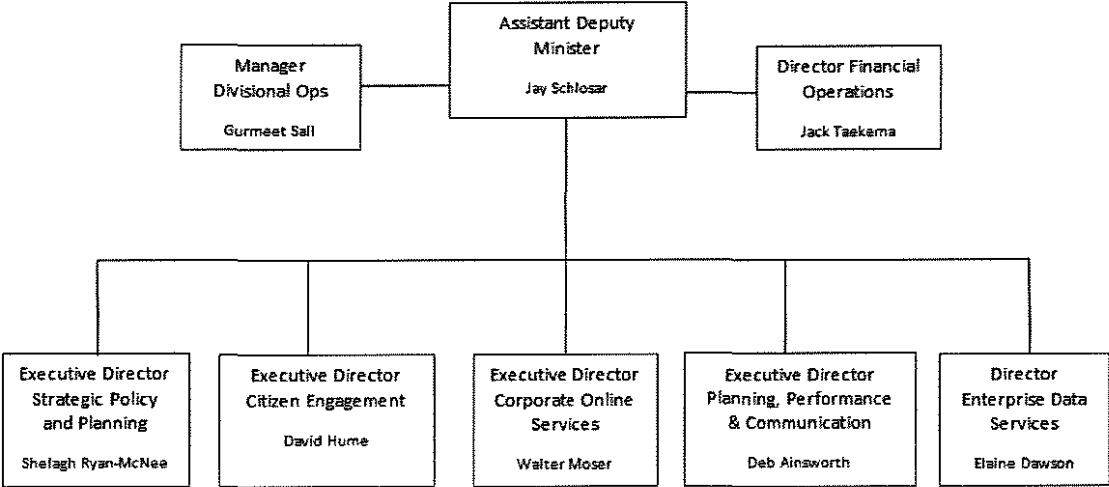 Assistant Deputy
Minister
Jay Schlosar
Manager
Divisional Ops
Gurmeet Sall
Director Financial
Operations
Jack Taekema
Executive Director
Strategic Policy
and Planning
Shelagh Ryan-McNee
Executive Director
Citizen Engagement
David Hume
Executive Director
Corporate Online
Services
Walter Moser
Executive Director
Planning, Performance
& Communication
Deb Ainsworth
Director
Enterprise Data
Services
Elaine Dawson